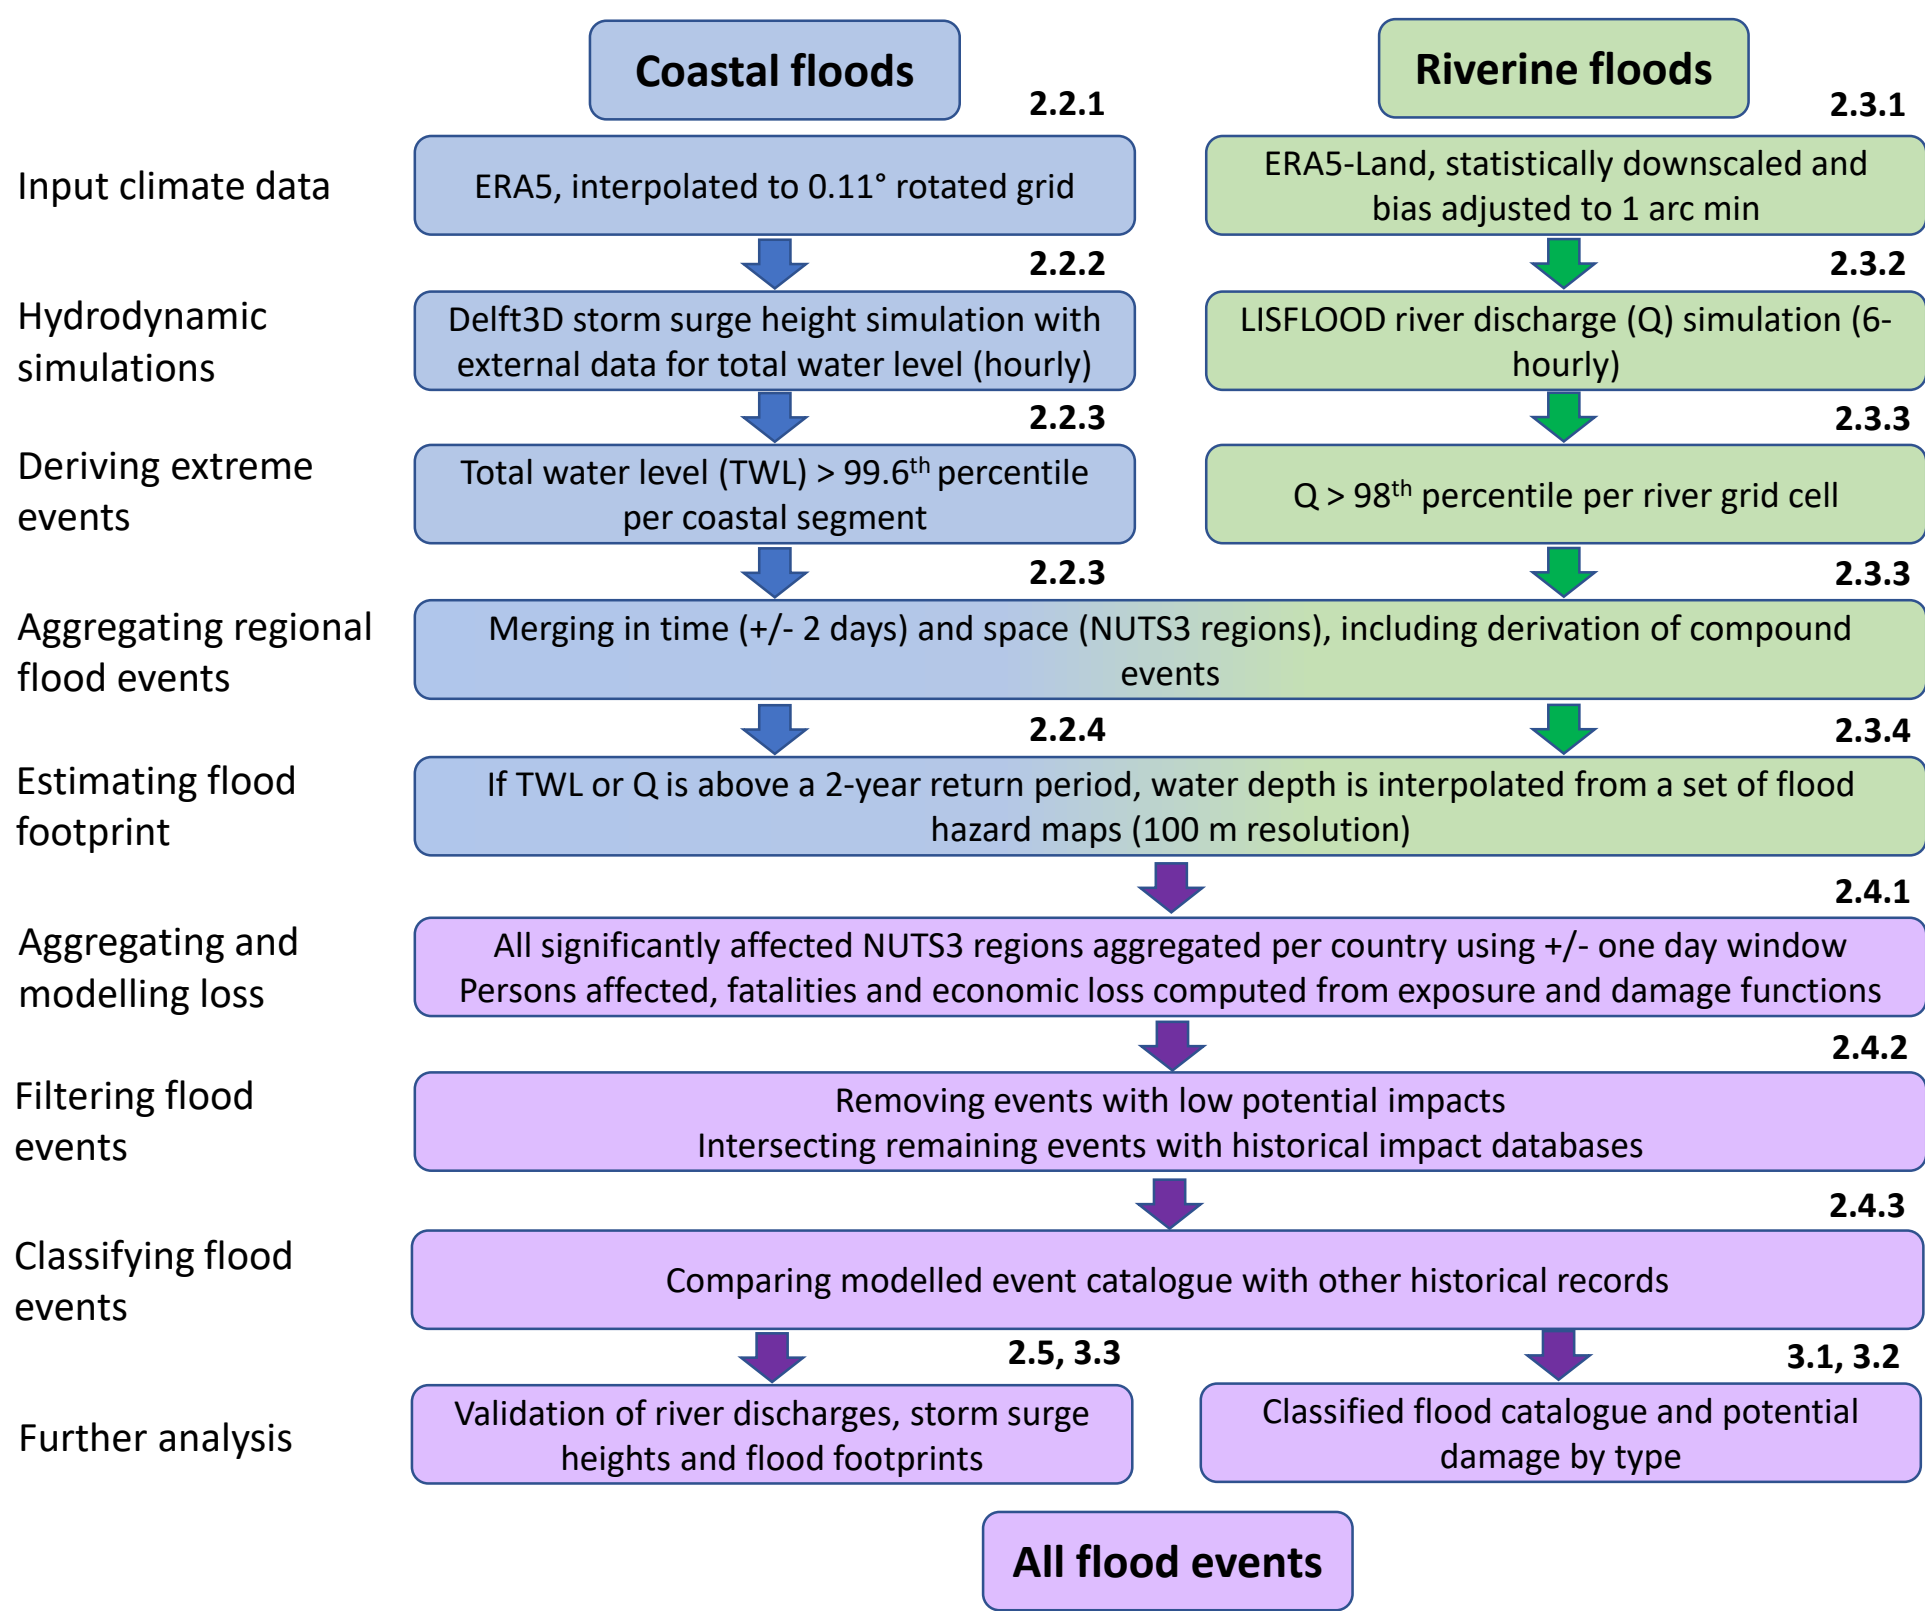 Coastal floods
Riverine floods
2.2.1
2.3.1
Input climate data
ERA5, interpolated to 0.11° rotated grid
ERA5-Land, statistically downscaled and
bias adjusted to 1 arc min
2.2.2
2.3.2
Hydrodynamic
simulations
Delft3D storm surge height simulation with
external data for total water level (hourly)
LISFLOOD river discharge (Q) simulation (6-
hourly)
2.2.3
2.3.3
Deriving extreme
events
Total water level (TWL) > 99.6th percentile
per coastal segment
Q > 98th percentile per river grid cell
2.2.3
2.3.3
Aggregating regional
flood events
Merging in time (+/- 2 days) and space (NUTS3 regions), including derivation of compound
events
2.2.4
2.3.4
Estimating flood
footprint
If TWL or Q is above a 2-year return period, water depth is interpolated from a set of flood
hazard maps (100 m resolution)
2.4.1
Aggregating and
modelling loss
All significantly affected NUTS3 regions aggregated per country using +/- one day window
Persons affected, fatalities and economic loss computed from exposure and damage functions
2.4.2
Filtering flood
events
Removing events with low potential impacts
Intersecting remaining events with historical impact databases
2.4.3
Classifying flood
events
Comparing modelled event catalogue with other historical records
2.5, 3.3
3.1, 3.2
Further analysis
Validation of river discharges, storm surge
heights and flood footprints
Classified flood catalogue and potential
damage by type
All flood events